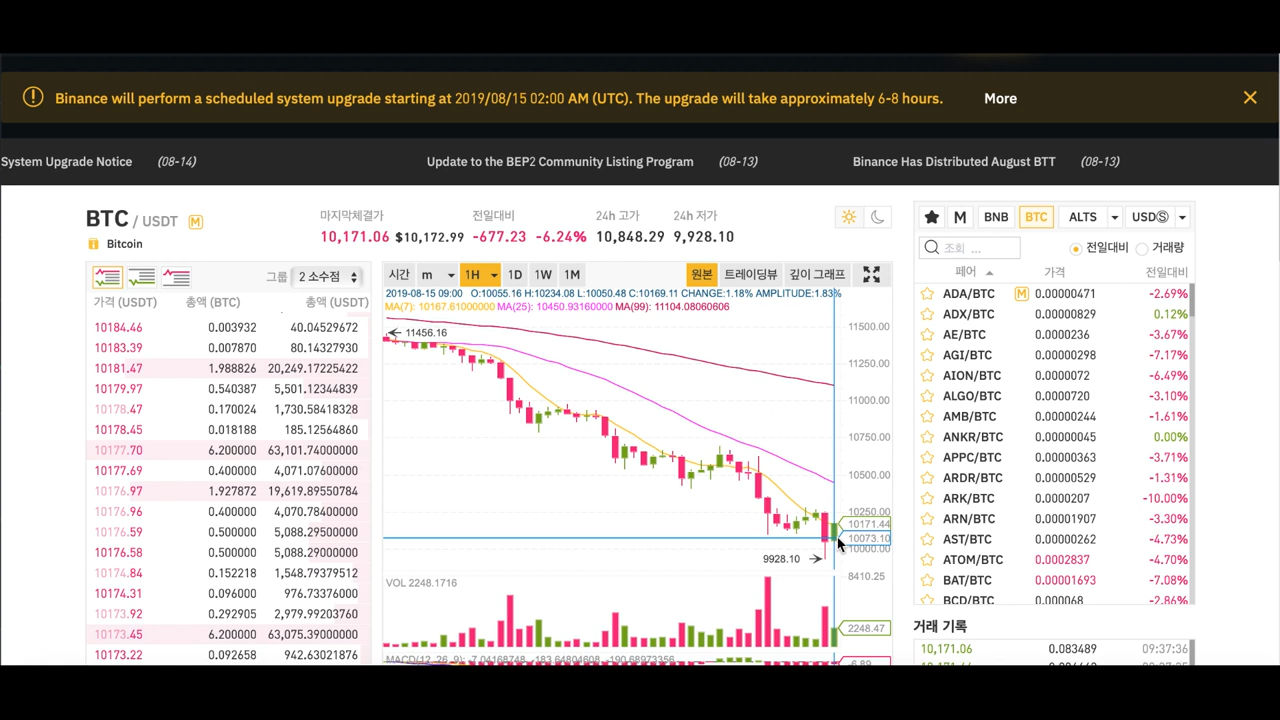 Binance will perform a scheduled system upgrade starting at 2019/08/15 02:00 AM (UTC). The upgrade will take approximately 6-8 hours. More
System Upgrade Notice (08-14) Update to the BEP2 Community Listing Program (08-13) Binance Has Distributed August BTT (08-13)
BTC / USDT M
Bitcoin
마지막체결가 전일대비 24h 고가 24h 저가
10,171.06 $10,172.99 -677.23 -6.24% 10,848.29 9,928.10
그룹 2 소수점
가격 (USDT) 총액 (BTC) 총액 (USDT)
10184.46 0.003932 40.04529672
10183.39 0.007870 80.14327930
10181.47 1.988826 20,249.17225422
10179.97 0.540387 5,501.12344839
10178.47 0.170024 1,730.58418328
10178.45 0.018188 185.12564860
10177.70 6.200000 63,101.74000000
10177.69 0.400000 4,071.07600000
10176.97 1.927872 19,619.89550784
10176.96 0.400000 4,070.78400000
10176.59 0.500000 5,088.29500000
10176.58 0.500000 5,088.29000000
10174.84 0.152218 1,548.79379512
10174.31 0.096000 976.73376000
10173.92 0.292905 2,979.99203760
10173.45 6.200000 63,075.39000000
10173.22 0.092658 942.63021876
시간 m 1H 1D 1W 1M 원본 트레이딩뷰 깊이 그래프
2019-08-15 09:00 O:10055.16 H:10234.08 L:10050.48 C:10169.11 CHANGE:1.18% AMPLITUDE:1.83%
MA(7): 10167.61000000 MA(25): 10450.93160000 MA(99): 11104.08060606
11456.16
11500.00
11250.00
11000.00
10750.00
10500.00
10250.00
10171.44
10073.10
10000.00
9928.10
8410.25
VOL 2248.1716
2248.47
MACD(12, 26, 9): -7.04168748 -183.64804608 -190.68973356
-6.89
M BNB BTC ALTS USDⓈ
조회 ... 전일대비 거래량
페어 가격 전일대비
ADA/BTC M 0.00000471 -2.69%
ADX/BTC 0.00000829 0.12%
AE/BTC 0.0000236 -3.67%
AGI/BTC 0.00000298 -7.17%
AION/BTC 0.0000072 -6.49%
ALGO/BTC 0.0000720 -3.10%
AMB/BTC 0.00000244 -1.61%
ANKR/BTC 0.00000045 0.00%
APPC/BTC 0.00000363 -3.71%
ARDR/BTC 0.00000529 -1.31%
ARK/BTC 0.0000207 -10.00%
ARN/BTC 0.00001907 -3.30%
AST/BTC 0.00000262 -4.73%
ATOM/BTC 0.0002837 -4.70%
BAT/BTC 0.00001693 -7.08%
BCD/BTC 0.000068 -2.86%
거래 기록
10,171.06 0.083489 09:37:36